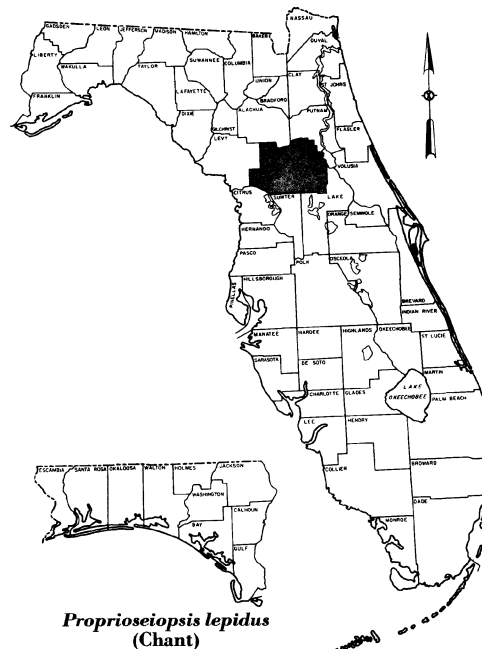 NASSAU
GADSDEN LEON JEFFERSON MADISON HAMILTON BAKER
DUVAL
LIBERTY WAKULLA TAYLOR SUWANNEE COLUMBIA
UNION CLAY
ST JOHNS
FRANKLIN LAFAYETTE BRADFORD
DIXIE ALACHUA PUTNAM
GILCHRIST FLAGLER
LEVY
VOLUSIA
CITRUS SUMTER LAKE
ORANGE SEMINOLE
HERNANDO
PASCO OSCEOLA
POLK
PINELLAS HILLSBOROUGH
BREVARD
INDIAN RIVER
MANATEE HARDEE HIGHLANDS OKEECHOBEE
ST LUCIE
SARASOTA DE SOTO
MARTIN
CHARLOTTE GLADES LAKE
OKEECHOBEE PALM BEACH
LEE HENDRY
COLLIER BROWARD
DADE
MONROE
ESCAMBIA SANTA ROSA OKALOOSA WALTON HOLMES JACKSON
WASHINGTON
BAY CALHOUN
GULF
Proprioseiopsis lepidus
(Chant)